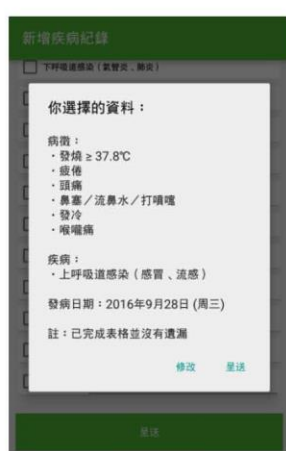 新增疾病紀錄
下呼吸道感染(氣管炎、肺炎)
你選擇的資料：
病徵：
・發燒 ≥ 37.8℃
・疲倦
・頭痛
・鼻塞／流鼻水／打噴嚏
・發冷
・喉嚨痛
疾病：
・上呼吸道感染（感冒、流感）
發病日期：2016年9月28日 (周三)
註：已完成表格並沒有遺漏
修改 呈送
呈送